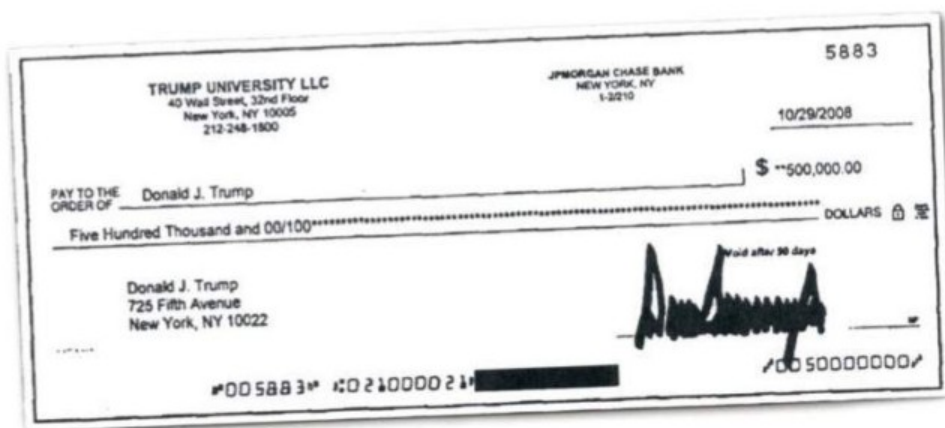 5883
TRUMP UNIVERSITY LLC
40 Wall Street, 32nd Floor
New York, NY 10005
212-248-1800
JPMORGAN CHASE BANK
NEW YORK, NY
1-2/210
10/29/2008
PAY TO THE
ORDER OF Donald J. Trump $ **500,000.00
Five Hundred Thousand and 00/100 DOLLARS
Void after 90 days
Donald J. Trump
725 Fifth Avenue
New York, NY 10022
⑈005883⑈ ⑆021000021⑆ ⑇0050000000⑇